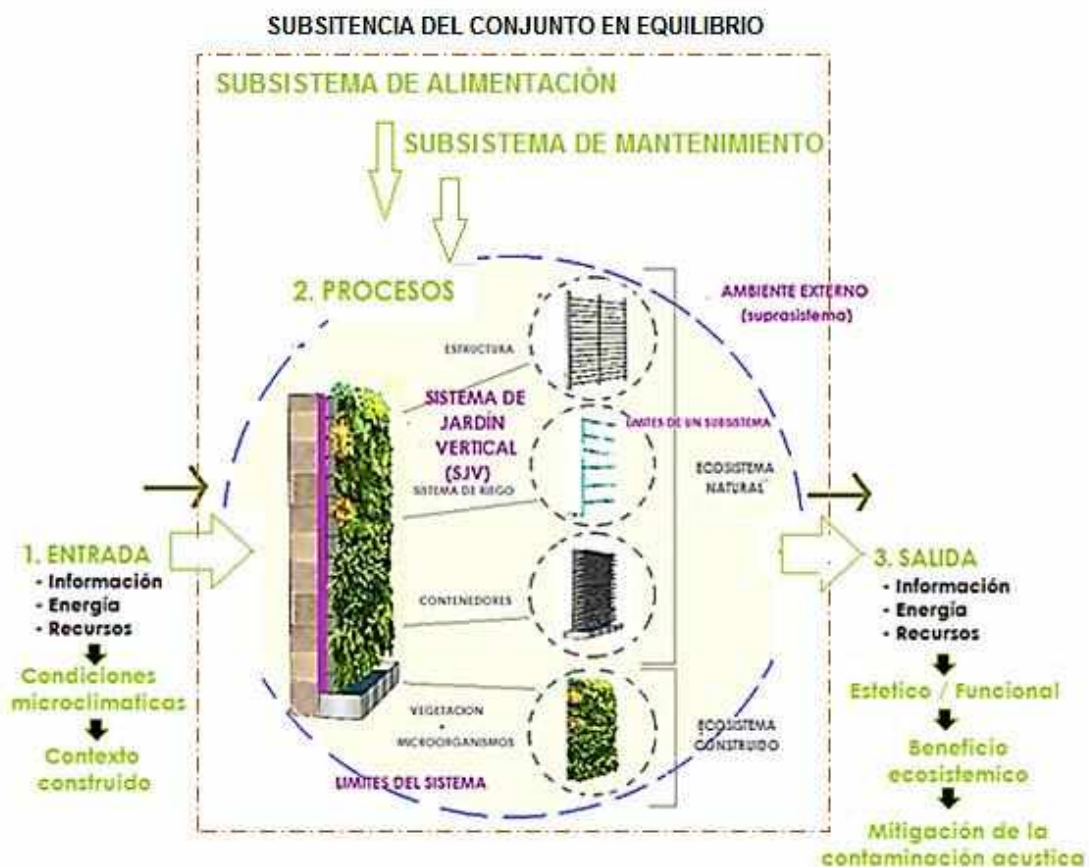 SUBSITENCIA DEL CONJUNTO EN EQUILIBRIO
SUBSISTEMA DE ALIMENTACIÓN
SUBSISTEMA DE MANTENIMIENTO
2. PROCESOS
AMBIENTE EXTERNO
(suprasistema)
ESTRUCTURA
SISTEMA DE
JARDÍN
VERTICAL
(SJV)
LIMITES DE UN SUBSISTEMA
SISTEMA DE RIEGO
ECOSISTEMA
NATURAL
1. ENTRADA
- Información
- Energía
- Recursos
Condiciones
microclimaticas
Contexto
construido
CONTENEDORES
VEGETACION
+
MICROORGANISMOS
ECOSISTEMA
CONSTRUIDO
LIMITES DEL SISTEMA
3. SALIDA
- Información
- Energía
- Recursos
Estetico / Funcional
Beneficio
ecosistemico
Mitigación de la
contaminación acustica